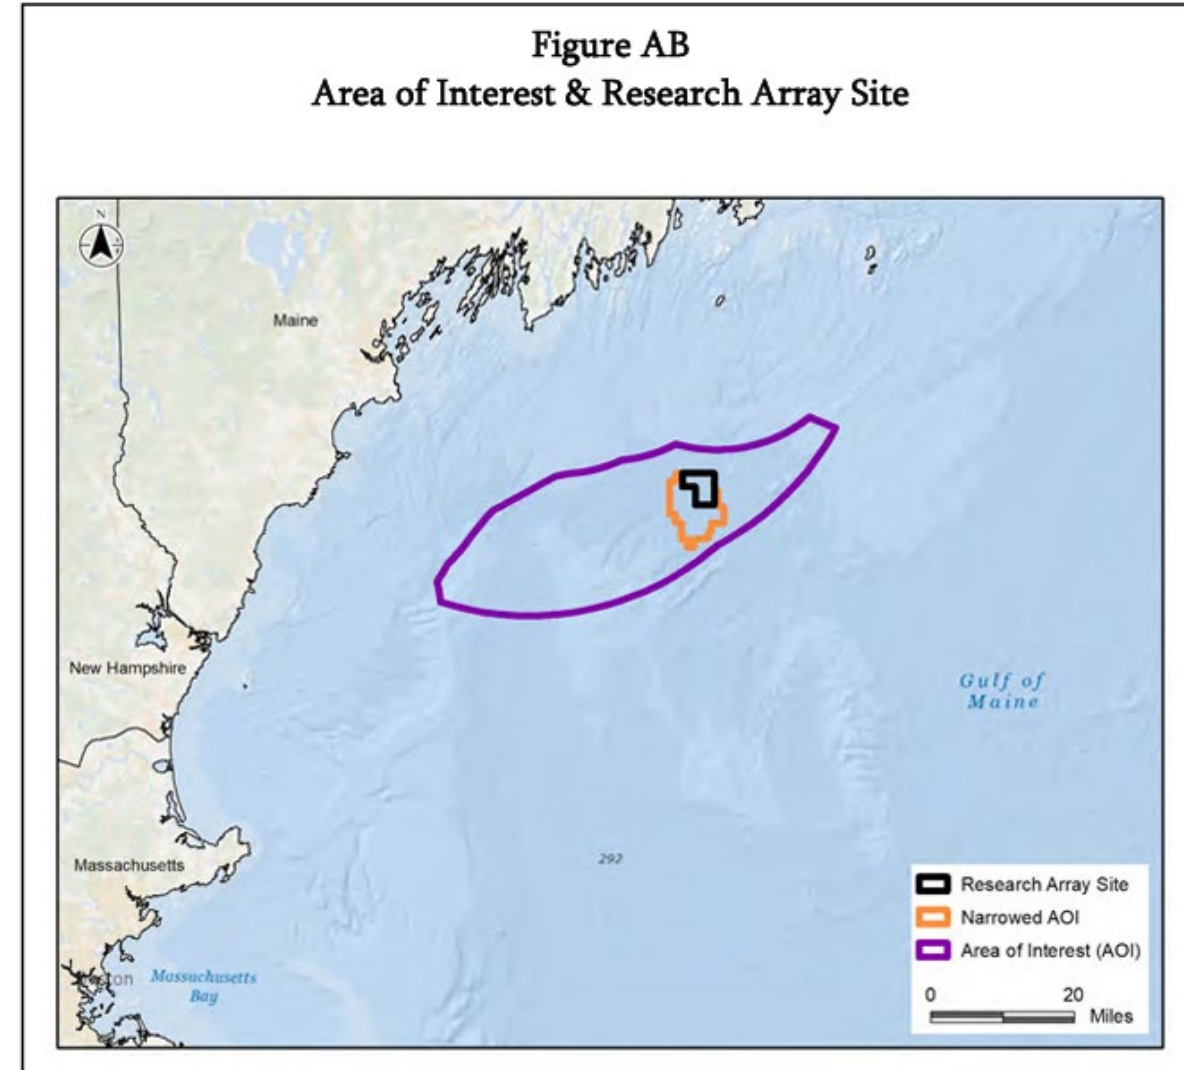 Figure AB
Area of Interest & Research Array Site
N
Maine
New Hampshire
Gulf of
Maine
Massachusetts
292
Massachusetts
Bay
Research Array Site
Narrowed AOI
Area of Interest (AOI)
0 20
Miles